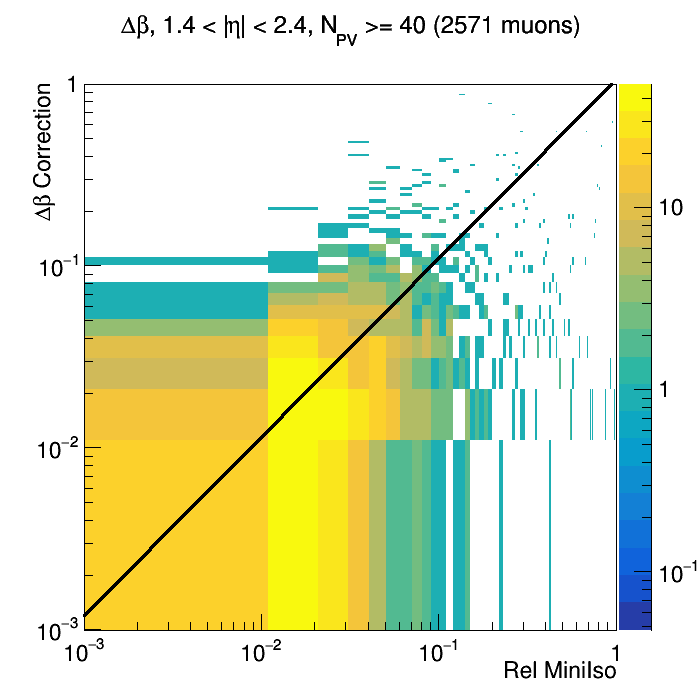 Δβ, 1.4 < |η| < 2.4, N_PV >= 40 (2571 muons)
Δβ Correction
1
10⁻¹
10⁻²
10⁻³
10⁻³ 10⁻² 10⁻¹ 1
Rel MiniIso
10
1
10⁻¹